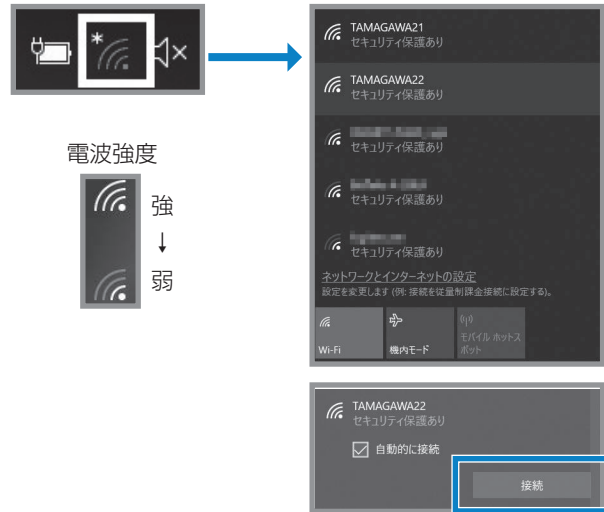 電波強度
強
↓
弱
TAMAGAWA21
セキュリティ保護あり
TAMAGAWA22
セキュリティ保護あり
セキュリティ保護あり
セキュリティ保護あり
セキュリティ保護あり
ネットワークとインターネットの設定
設定を変更します (例: 接続を従量制課金接続に設定する)。
Wi-Fi
機内モード
モバイル ホットス
ポット
TAMAGAWA22
セキュリティ保護あり
自動的に接続
接続